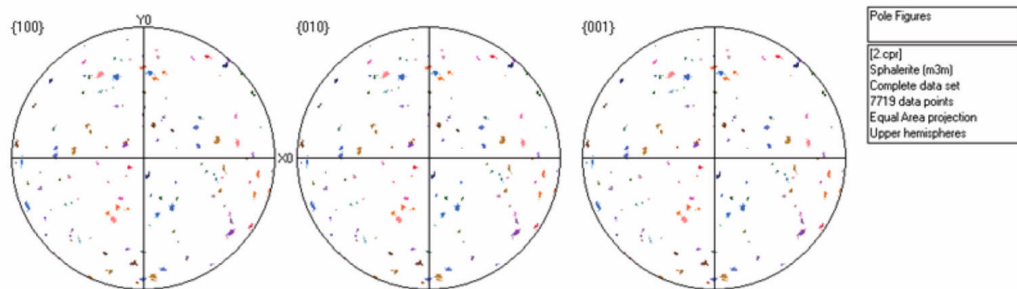 {100}
Y0
X0
{010}
{001}
Pole Figures
[2.cpr]
Sphalerite (m3m)
Complete data set
7719 data points
Equal Area projection
Upper hemispheres